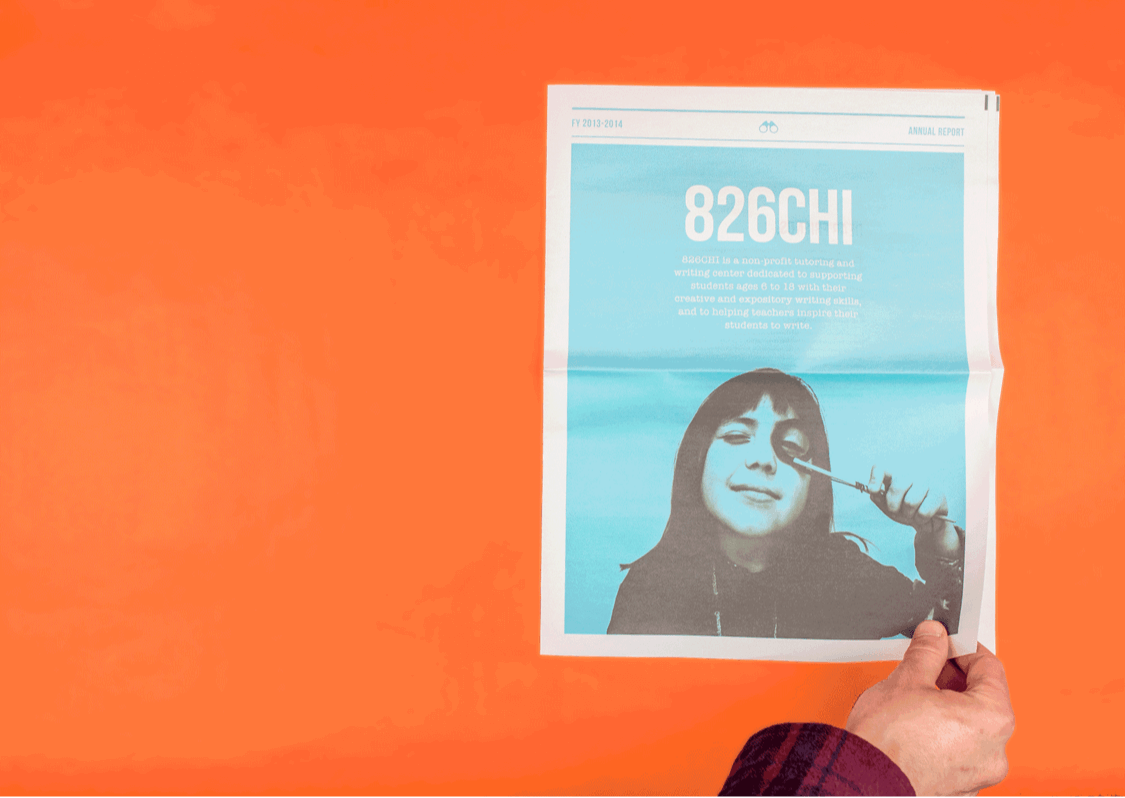 FY 2013-2014
ANNUAL REPORT
826CHI
826CHI is a non-profit tutoring and
writing center dedicated to supporting
students ages 6 to 18 with their
creative and expository writing skills,
and to helping teachers inspire their
students to write.